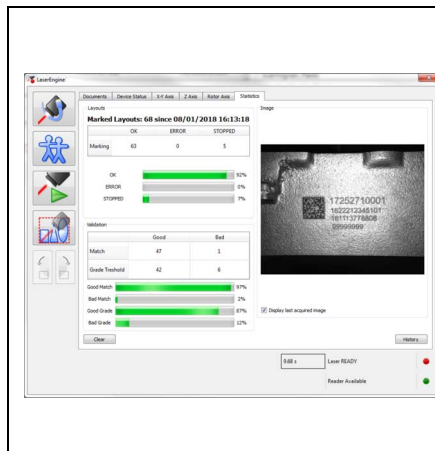 LaserEngine
Documents Device Status X-Y Axis Z Axis Rotor Axis Statistics
Layouts
Marked Layouts: 68 since 08/01/2018 16:13:18
OK ERROR STOPPED
Marking 63 0 5
OK 92%
ERROR 0%
STOPPED 7%
Validation
Good Bad
Match 47 1
Grade Treshold 42 6
Good Match 97%
Bad Match 2%
Good Grade 87%
Bad Grade 12%
Clear
Image
17252710001
1622212345101
161113778808
09999999
Display last acquired image
History
9.68 s Laser READY
Reader Available